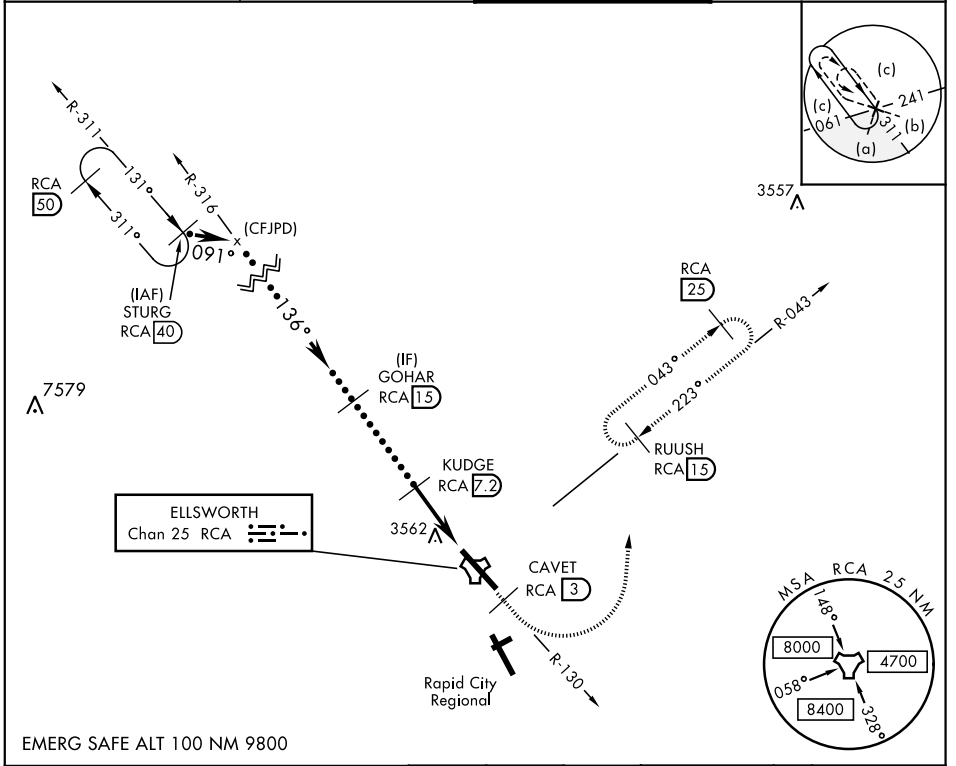 R-311
131°
311°
RCA
50
R-316
(CFJPD)
091°
(IAF)
STURG
RCA 40
136°
(IF)
GOHAR
RCA 15
7579
KUDGE
RCA 7.2
ELLSWORTH
Chan 25 RCA
3562
CAVET
RCA 3
R-130
Rapid City
Regional
3557
RCA
25
R-043
043°
223°
RUUSH
RCA 15
(c)
(c)
241
061
311
(b)
(a)
MSA RCA 25 NM
148°
8000
4700
058°
8400
328°
EMERG SAFE ALT 100 NM 9800